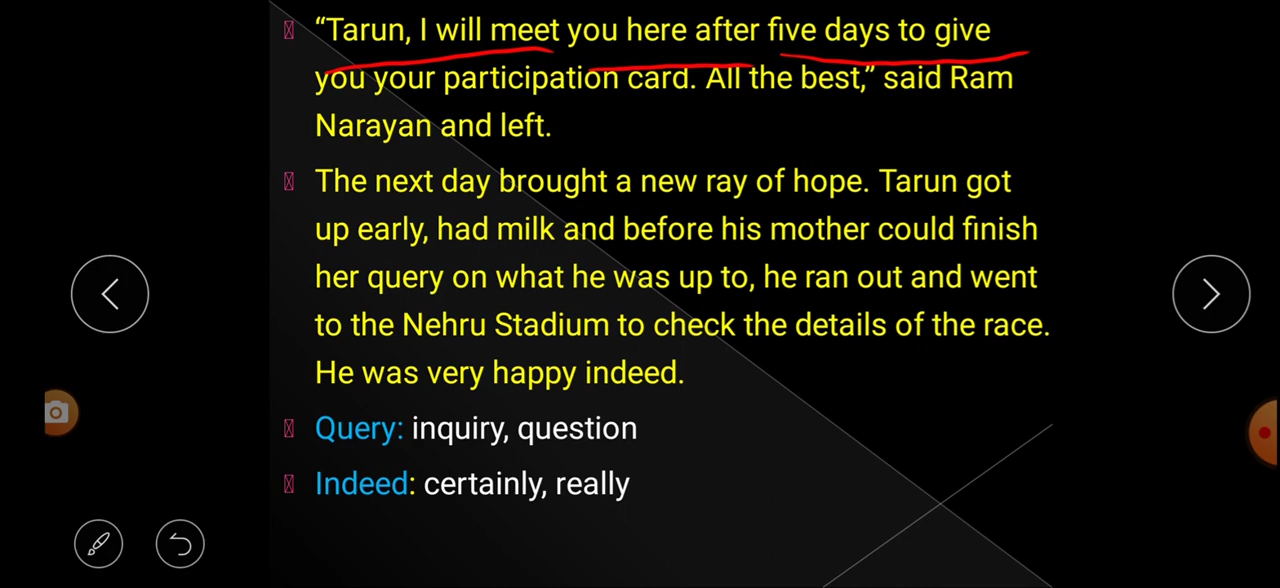 “Tarun, I will meet you here after five days to give
you your participation card. All the best,” said Ram
Narayan and left.
The next day brought a new ray of hope. Tarun got
up early, had milk and before his mother could finish
her query on what he was up to, he ran out and went
to the Nehru Stadium to check the details of the race.
He was very happy indeed.
Query: inquiry, question
Indeed: certainly, really